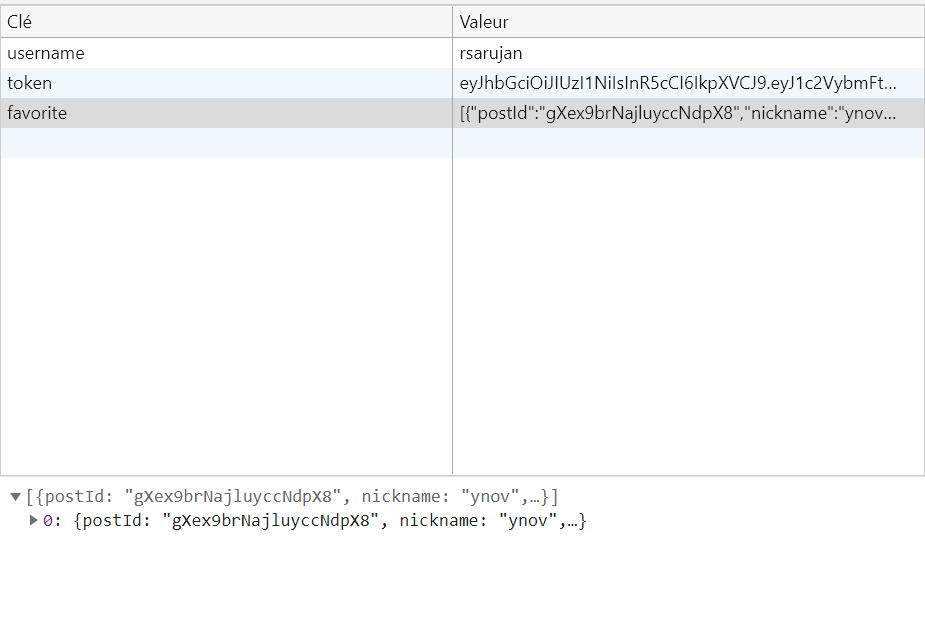 Clé Valeur
username rsarujan
token eyJhbGciOiJIUzI1NiIsInR5cCI6IkpXVCJ9.eyJ1c2VybmFt...
favorite [{"postId":"gXex9brNajluyccNdpX8","nickname":"ynov...
[{postId: "gXex9brNajluyccNdpX8", nickname: "ynov",…}]
0: {postId: "gXex9brNajluyccNdpX8", nickname: "ynov",…}